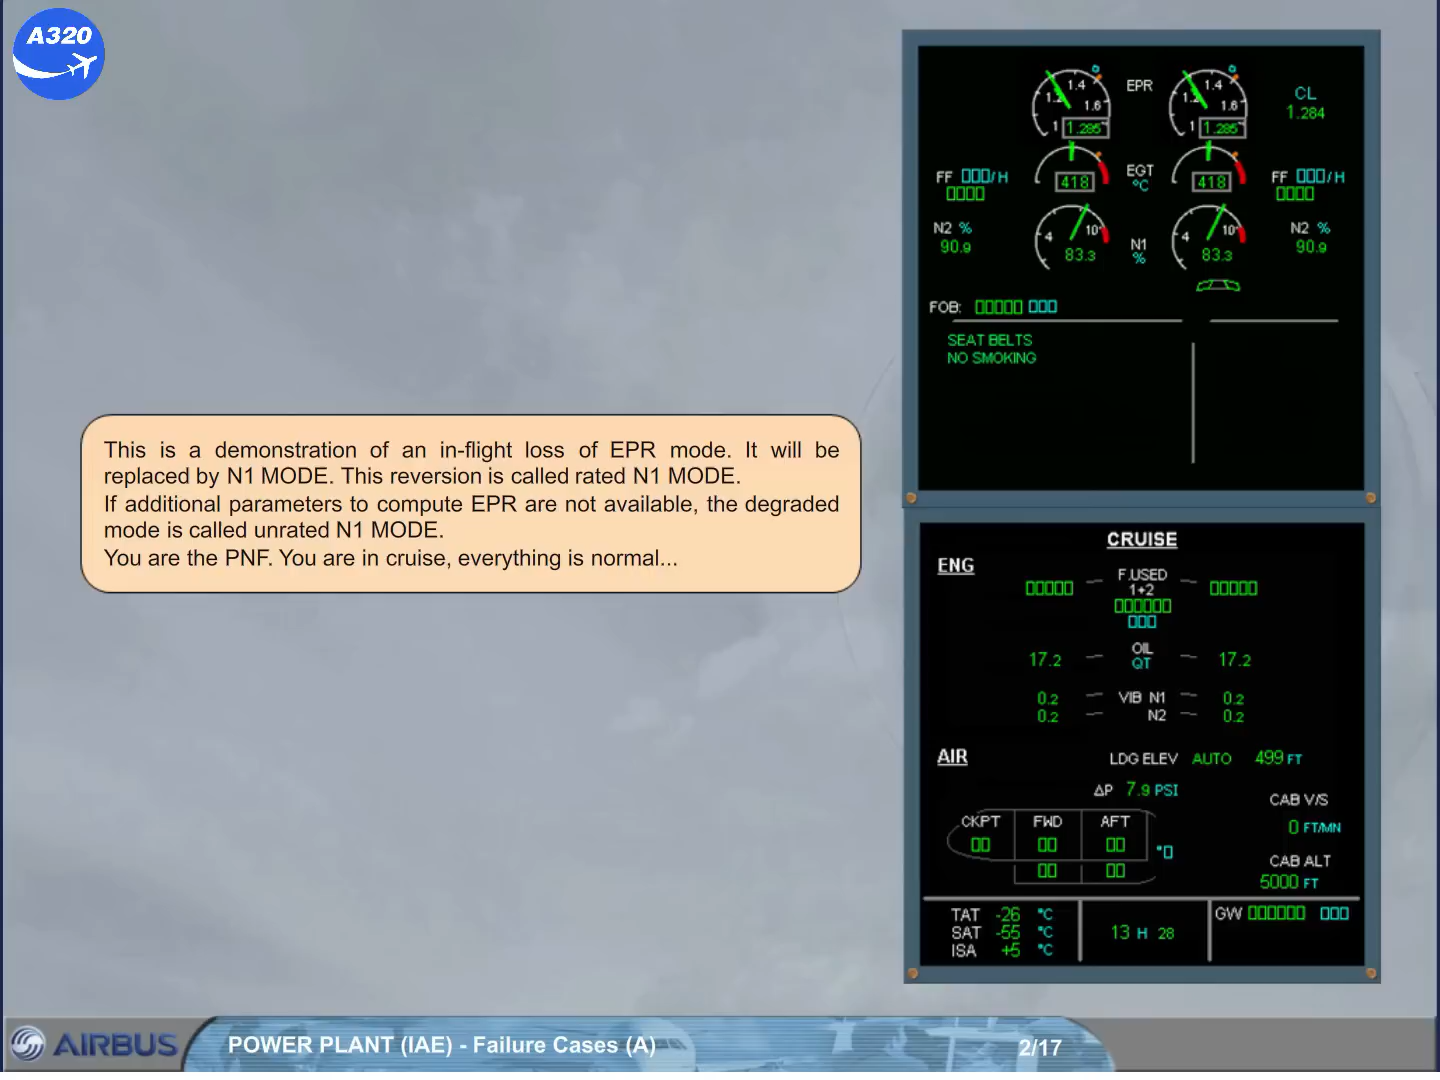 A320
EPR
1.4 1.4
1.2 1.6 1.2 1.6
1 1.285 1 1.285
CL
1.284
EGT
°C
418 418
FF /H FF /H
N2 % N2 %
90.9 90.9
4 10 4 10
N1
%
83.3 83.3
FOB:
SEAT BELTS
NO SMOKING
This is a demonstration of an in-flight loss of EPR mode. It will be
replaced by N1 MODE. This reversion is called rated N1 MODE.
If additional parameters to compute EPR are not available, the degraded
mode is called unrated N1 MODE.
You are the PNF. You are in cruise, everything is normal...
CRUISE
ENG
F.USED
1+2
OIL
17.2 QT 17.2
0.2 VIB N1 0.2
0.2 N2 0.2
AIR
LDG ELEV AUTO 499 FT
ΔP 7.9 PSI
CAB V/S
0 FT/MN
CKPT FWD AFT
CAB ALT
5000 FT
TAT -26 °C
SAT -55 °C
ISA +5 °C
13 H 28
GW
AIRBUS
POWER PLANT (IAE) - Failure Cases (A)
2/17